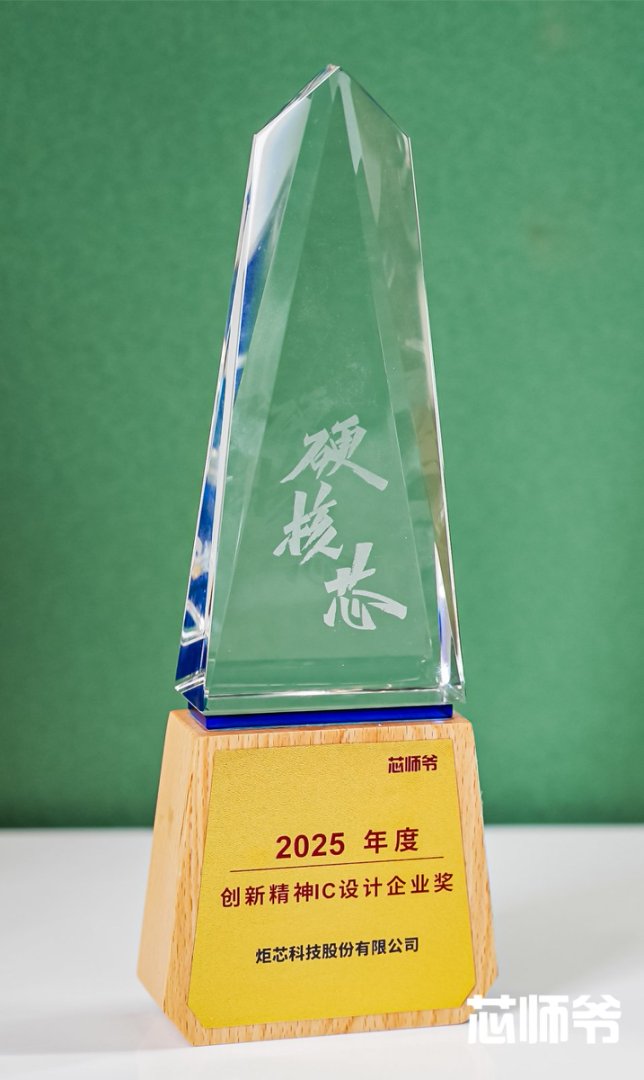 硬
核
芯
芯师爷
2025 年度
创新精神IC设计企业奖
炬芯科技股份有限公司
芯师爷